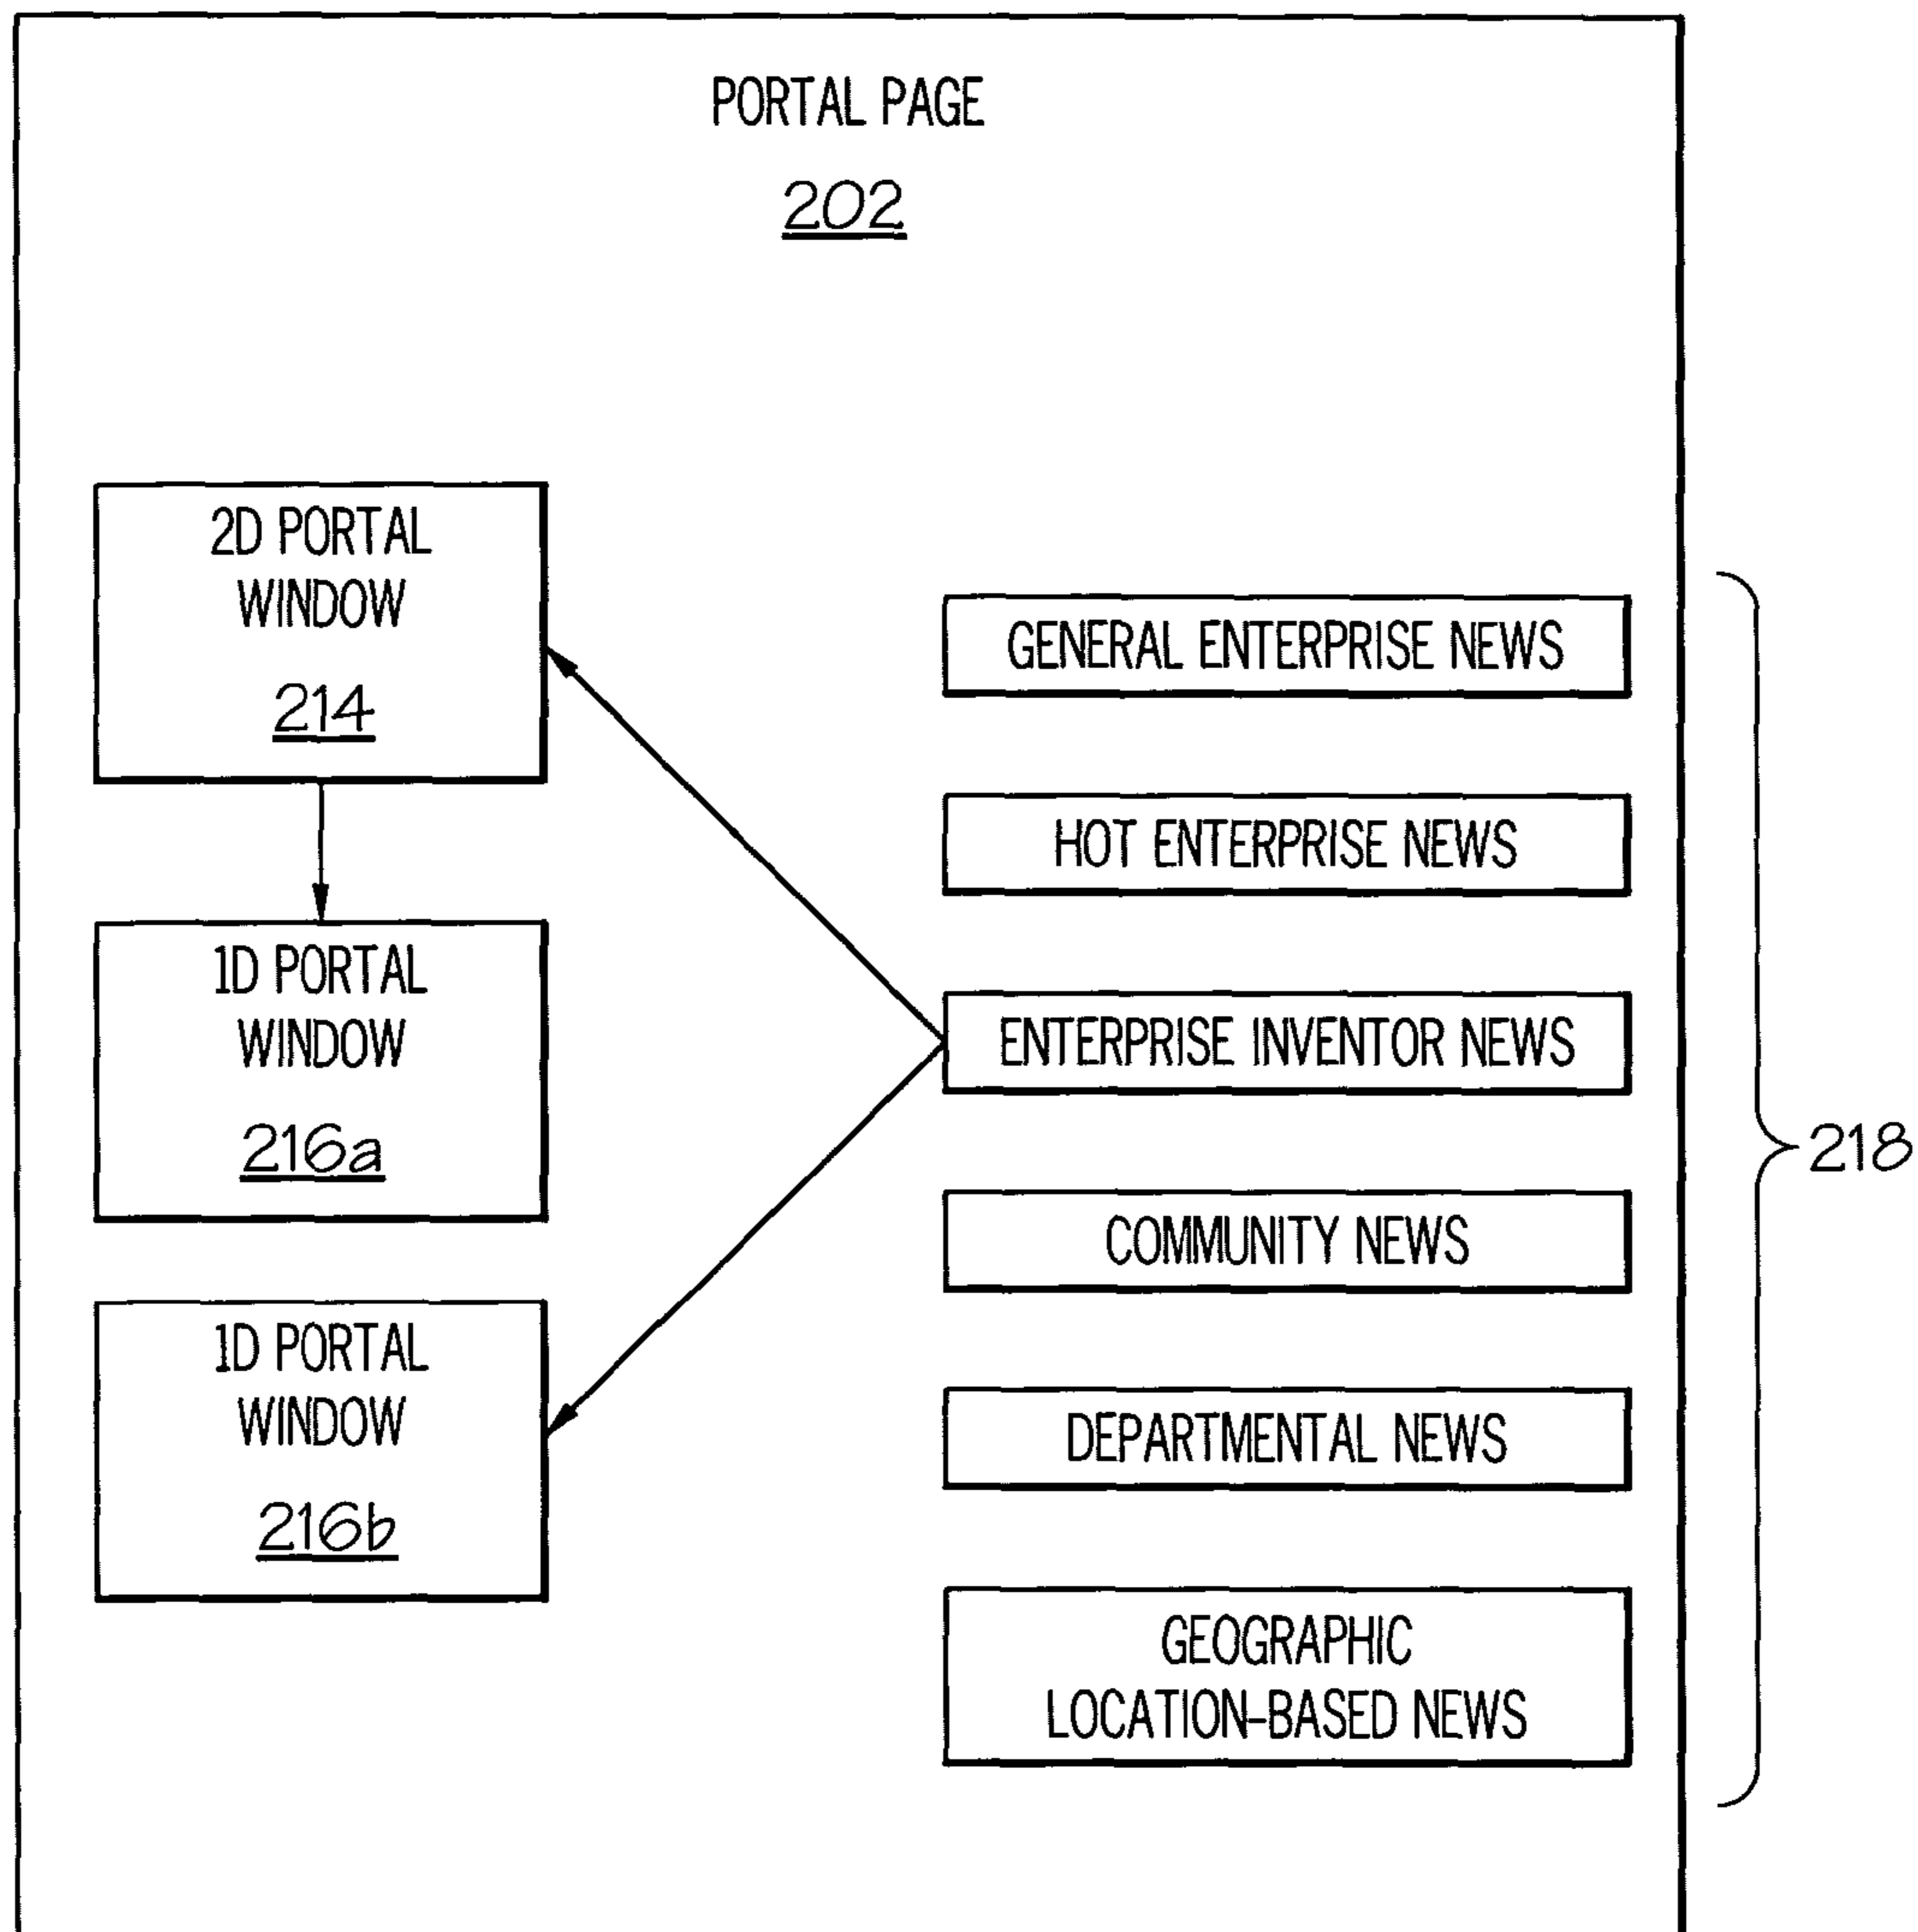 PORTAL PAGE
202
2D PORTAL
WINDOW
214
1D PORTAL
WINDOW
216a
1D PORTAL
WINDOW
216b
GENERAL ENTERPRISE NEWS
HOT ENTERPRISE NEWS
ENTERPRISE INVENTOR NEWS
COMMUNITY NEWS
DEPARTMENTAL NEWS
GEOGRAPHIC
LOCATION-BASED NEWS
218